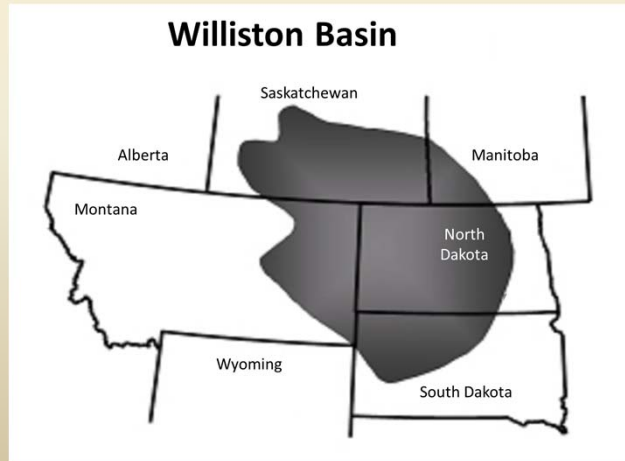 Williston Basin
Saskatchewan
Alberta
Manitoba
Montana
North
Dakota
Wyoming
South Dakota